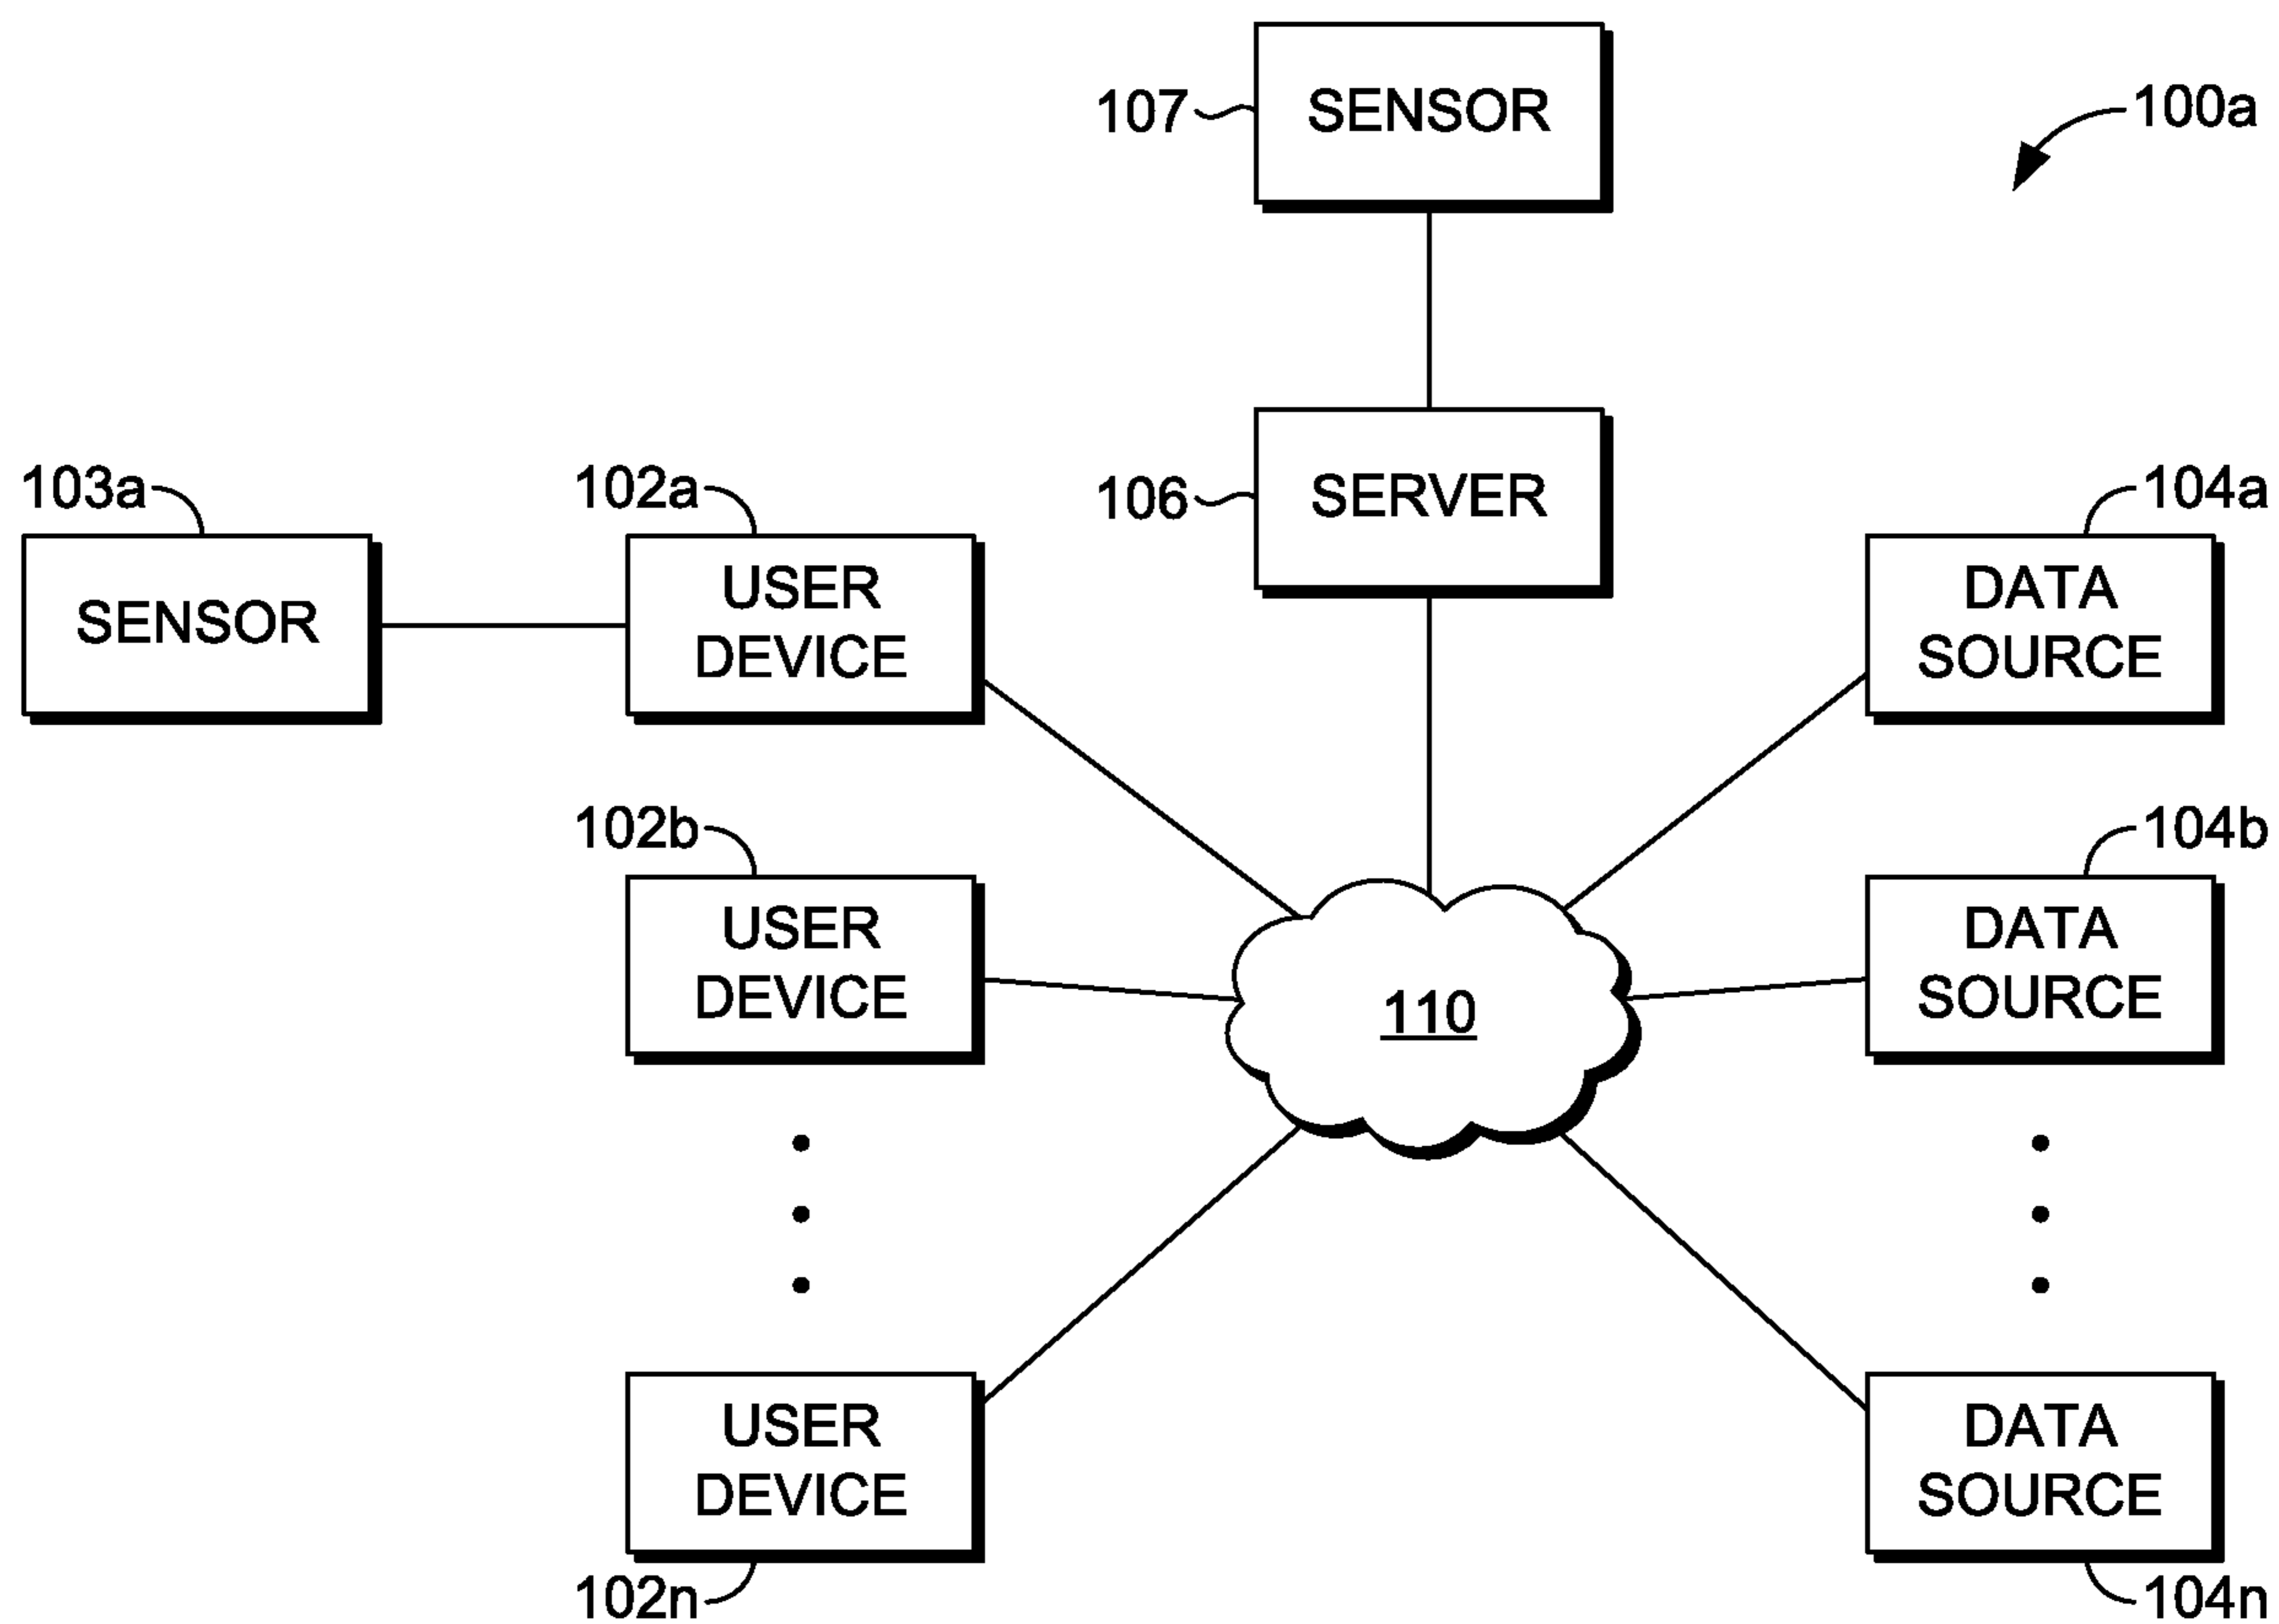 107
SENSOR
100a
103a
102a
106
SERVER
104a
SENSOR
USER
DEVICE
DATA
SOURCE
102b
104b
USER
DEVICE
110
DATA
SOURCE
USER
DEVICE
DATA
SOURCE
102n
104n